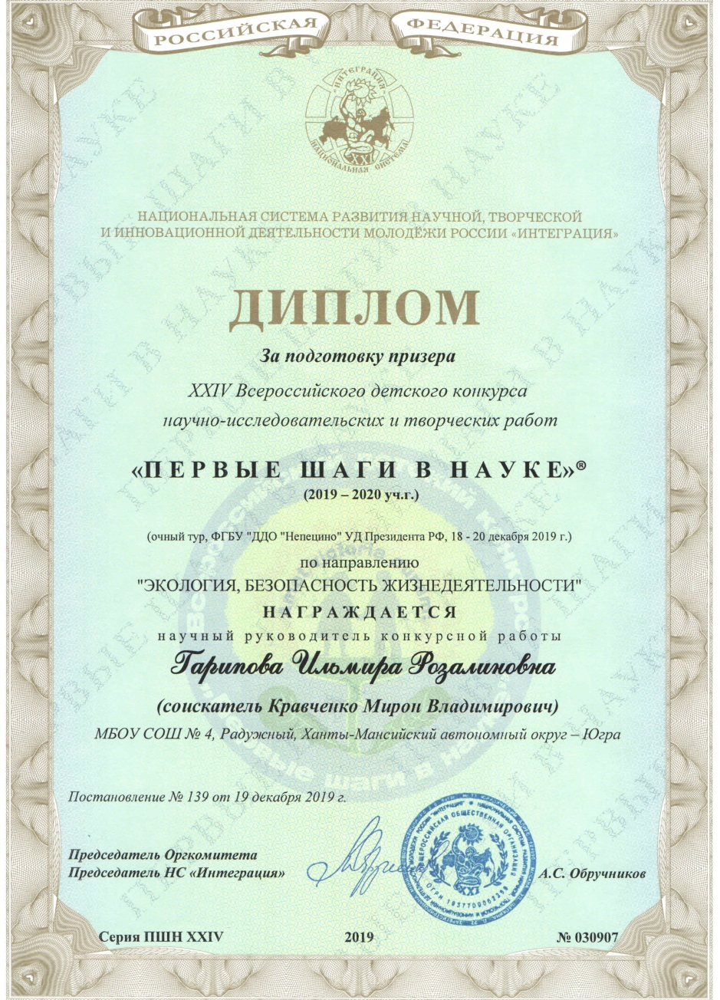 РОССИЙСКАЯ ФЕДЕРАЦИЯ
"ИНТЕГРАЦИЯ"
НАЦИОНАЛЬНАЯ СИСТЕМА
XXI
НАЦИОНАЛЬНАЯ СИСТЕМА РАЗВИТИЯ НАУЧНОЙ, ТВОРЧЕСКОЙ
И ИННОВАЦИОННОЙ ДЕЯТЕЛЬНОСТИ МОЛОДЁЖИ РОССИИ «ИНТЕГРАЦИЯ»
ДИПЛОМ
За подготовку призера
XXIV Всероссийского детского конкурса
научно-исследовательских и творческих работ
«ПЕРВЫЕ ШАГИ В НАУКЕ»®
(2019 – 2020 уч.г.)
(очный тур, ФГБУ "ДДО "Непецино" УД Президента РФ, 18 - 20 декабря 2019 г.)
по направлению
"ЭКОЛОГИЯ, БЕЗОПАСНОСТЬ ЖИЗНЕДЕЯТЕЛЬНОСТИ"
НАГРАЖДАЕТСЯ
научный руководитель конкурсной работы
Гарипова Ильмира Розалиновна
(соискатель Кравченко Мирон Владимирович)
МБОУ СОШ № 4, Радужный, Ханты-Мансийский автономный округ – Югра
Постановление № 139 от 19 декабря 2019 г.
Председатель Оргкомитета
Председатель НС «Интеграция»
А.С. Обручников
ОБЩЕРОССИЙСКАЯ ОБЩЕСТВЕННАЯ ОРГАНИЗАЦИЯ
XXI
Серия ПШН XXIV 2019 № 030907